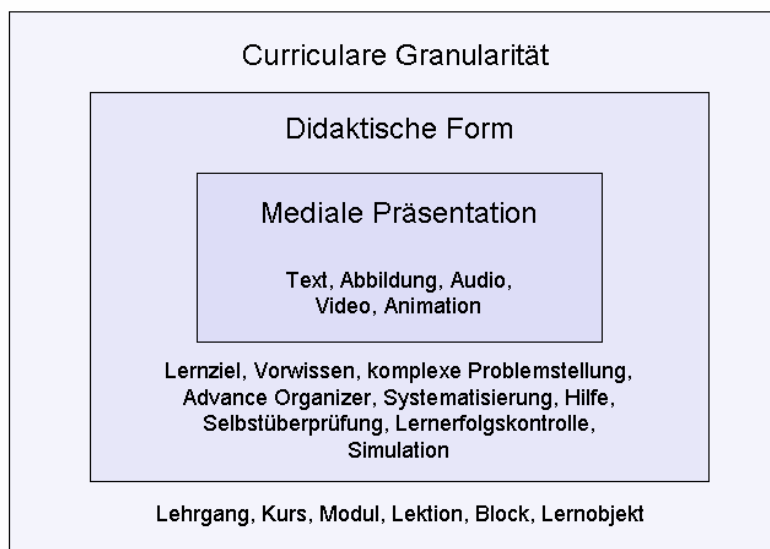 Curriculare Granularität
Didaktische Form
Mediale Präsentation
Text, Abbildung, Audio,
Video, Animation
Lernziel, Vorwissen, komplexe Problemstellung,
Advance Organizer, Systematisierung, Hilfe,
Selbstüberprüfung, Lernerfolgskontrolle,
Simulation
Lehrgang, Kurs, Modul, Lektion, Block, Lernobjekt